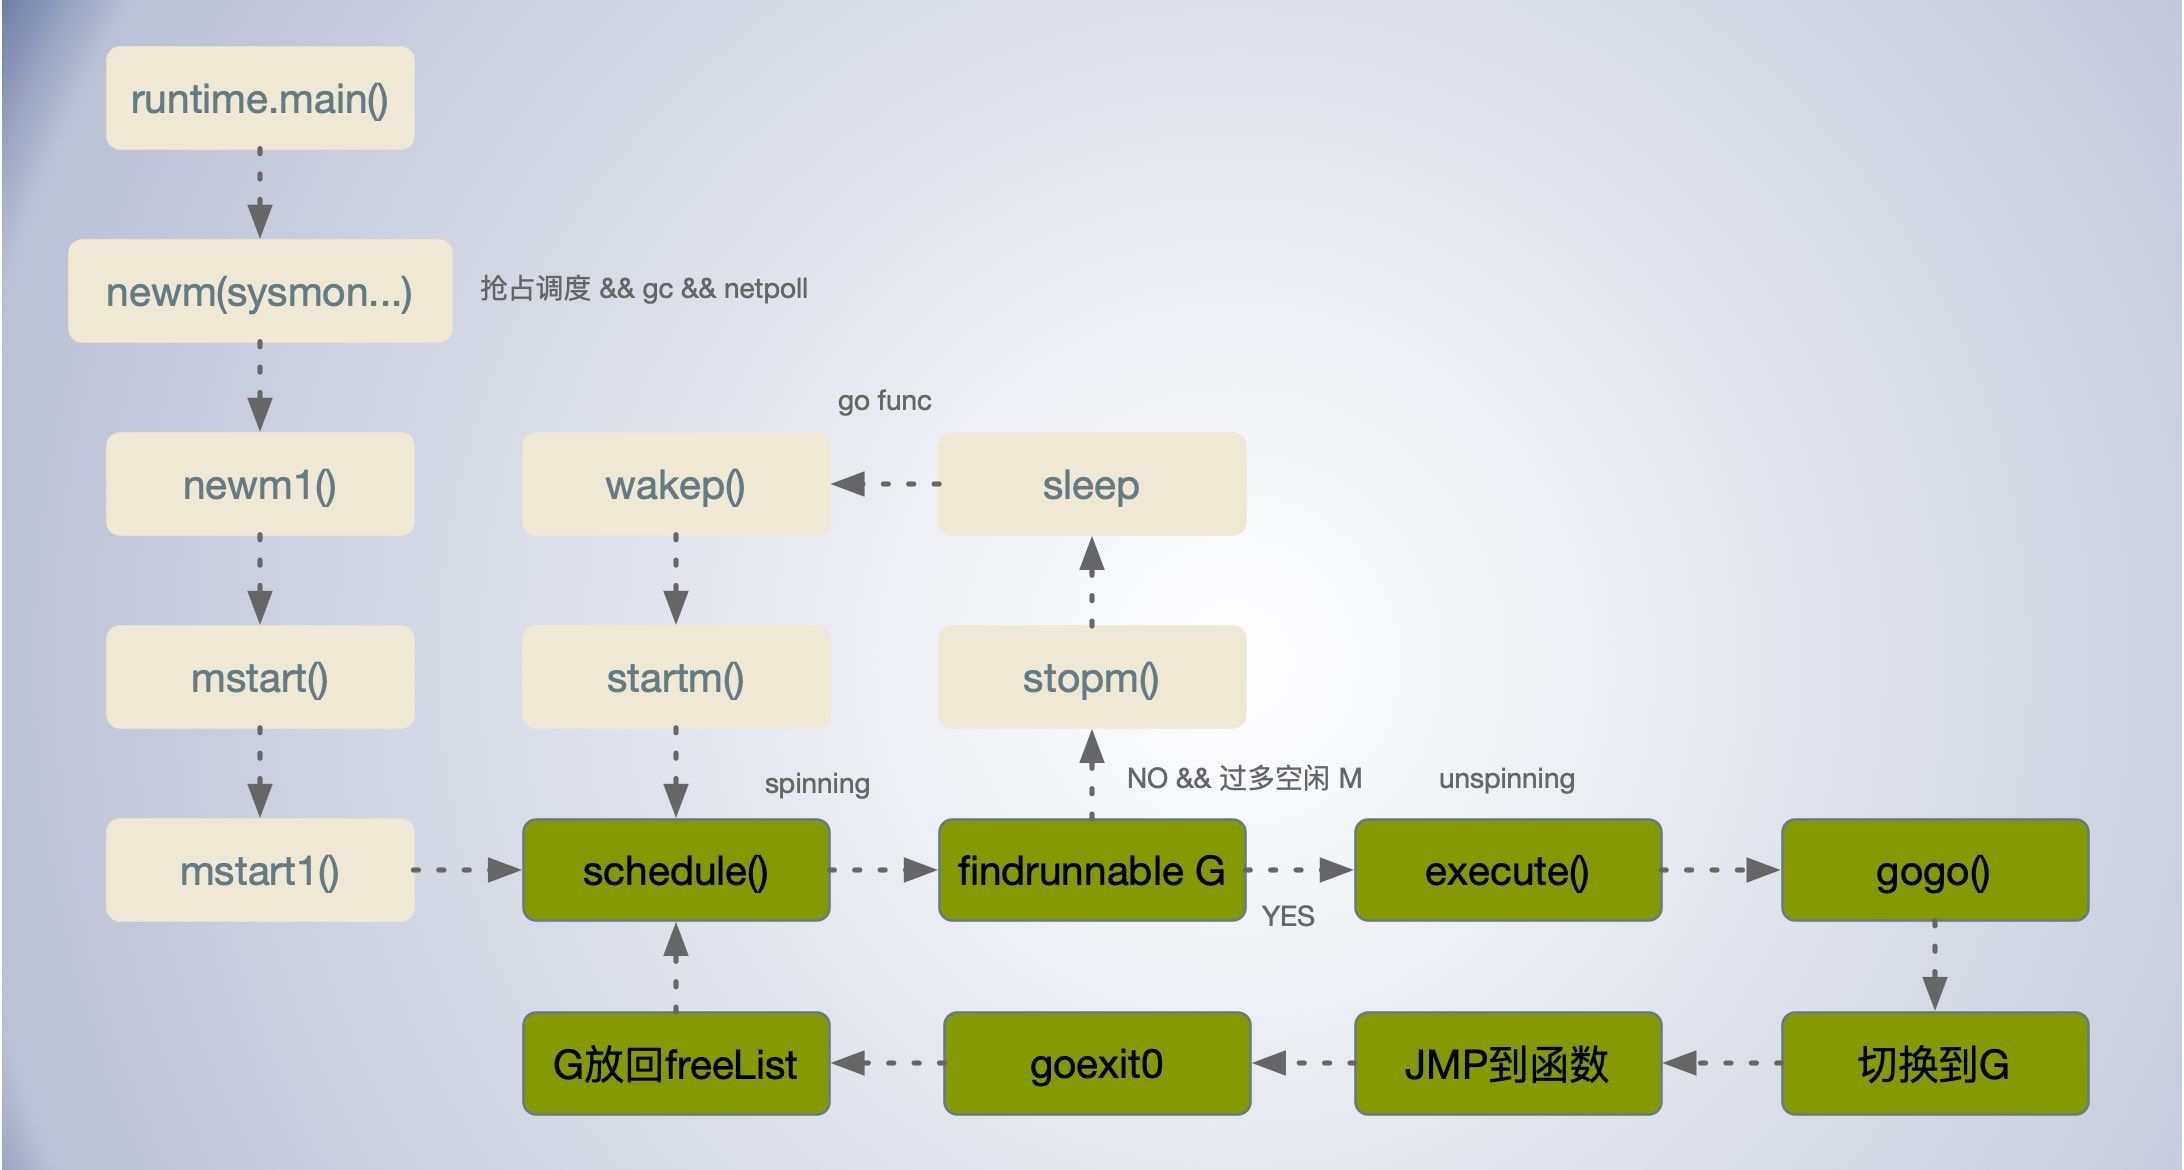 runtime.main()
newm(sysmon...)
抢占调度 && gc && netpoll
go func
newm1()
wakep()
sleep
mstart()
startm()
stopm()
spinning
NO && 过多空闲 M
unspinning
mstart1()
schedule()
findrunnable G
execute()
gogo()
YES
G放回freeList
goexit0
JMP到函数
切换到G